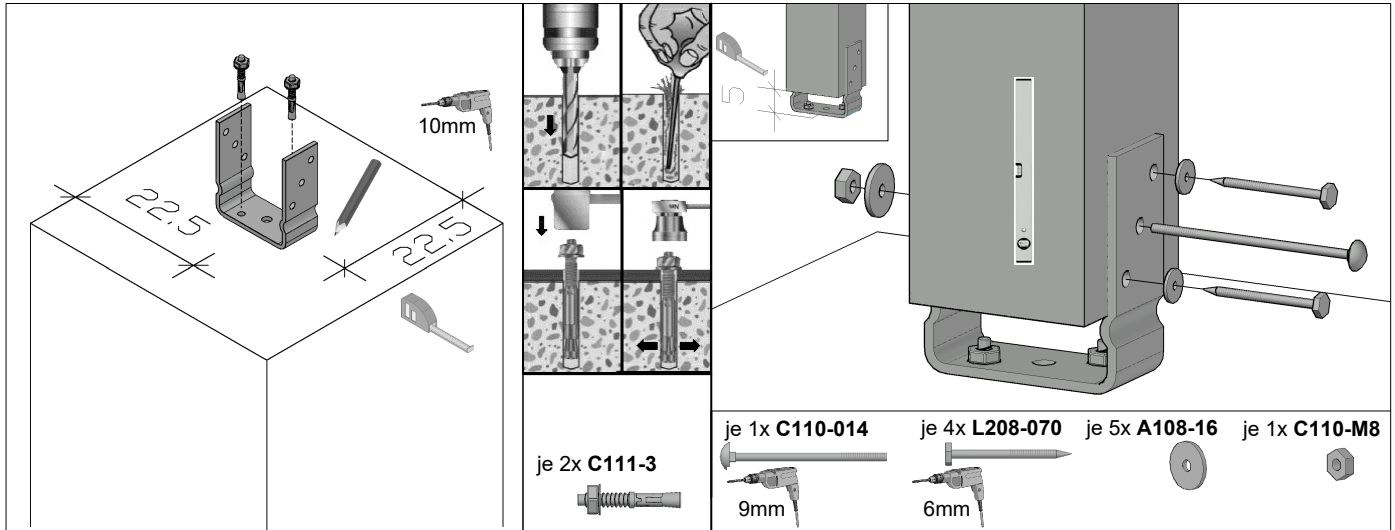 10mm
22.5
22.5
je 2x C111-3
5
je 1x C110-014
9mm
je 4x L208-070
6mm
je 5x A108-16
je 1x C110-M8